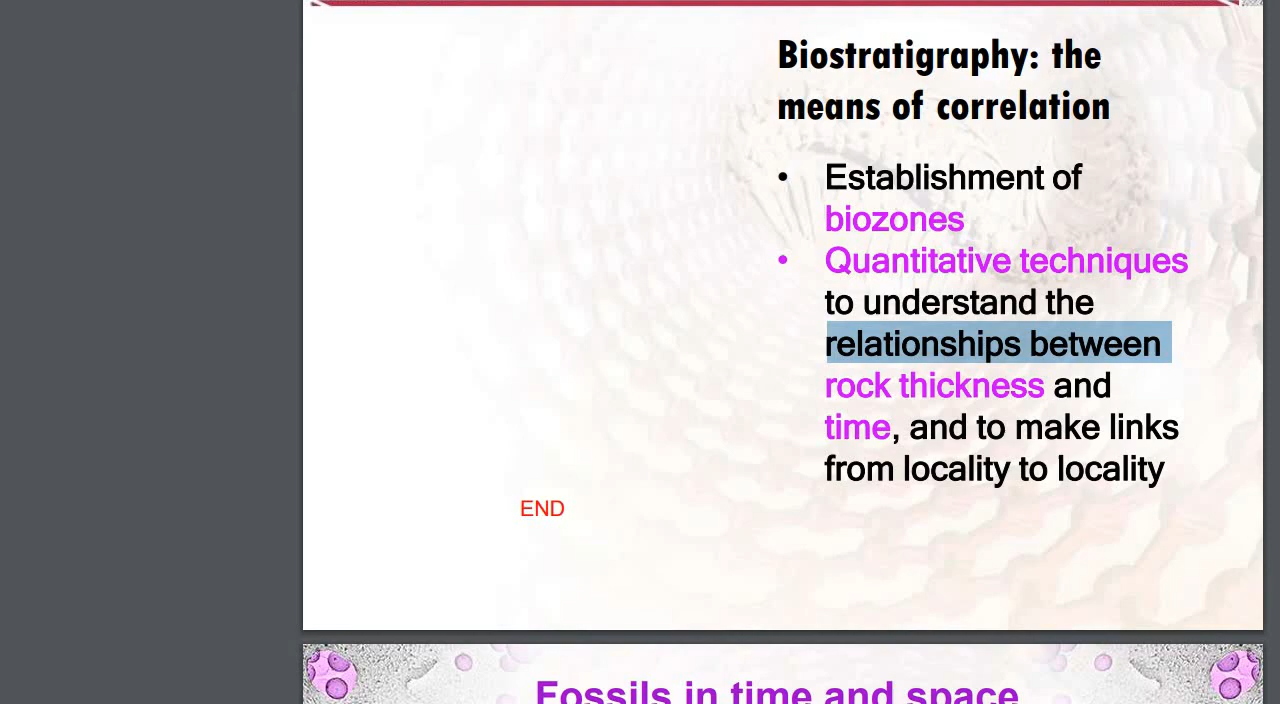 Biostratigraphy: the
means of correlation
• Establishment of
biozones
• Quantitative techniques
to understand the
relationships between
rock thickness and
time, and to make links
from locality to locality
END
Fossils in time and space